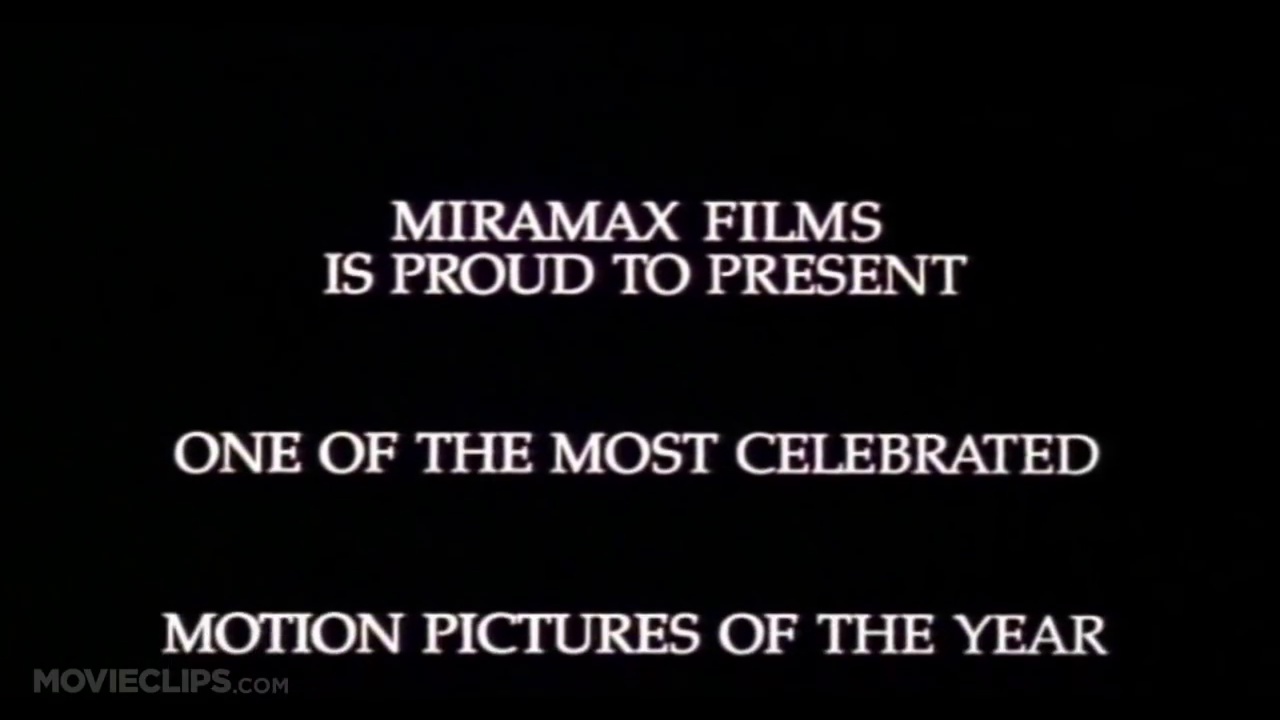 MIRAMAX FILMS
IS PROUD TO PRESENT
ONE OF THE MOST CELEBRATED
MOTION PICTURES OF THE YEAR
MOVIECLIPS.COM